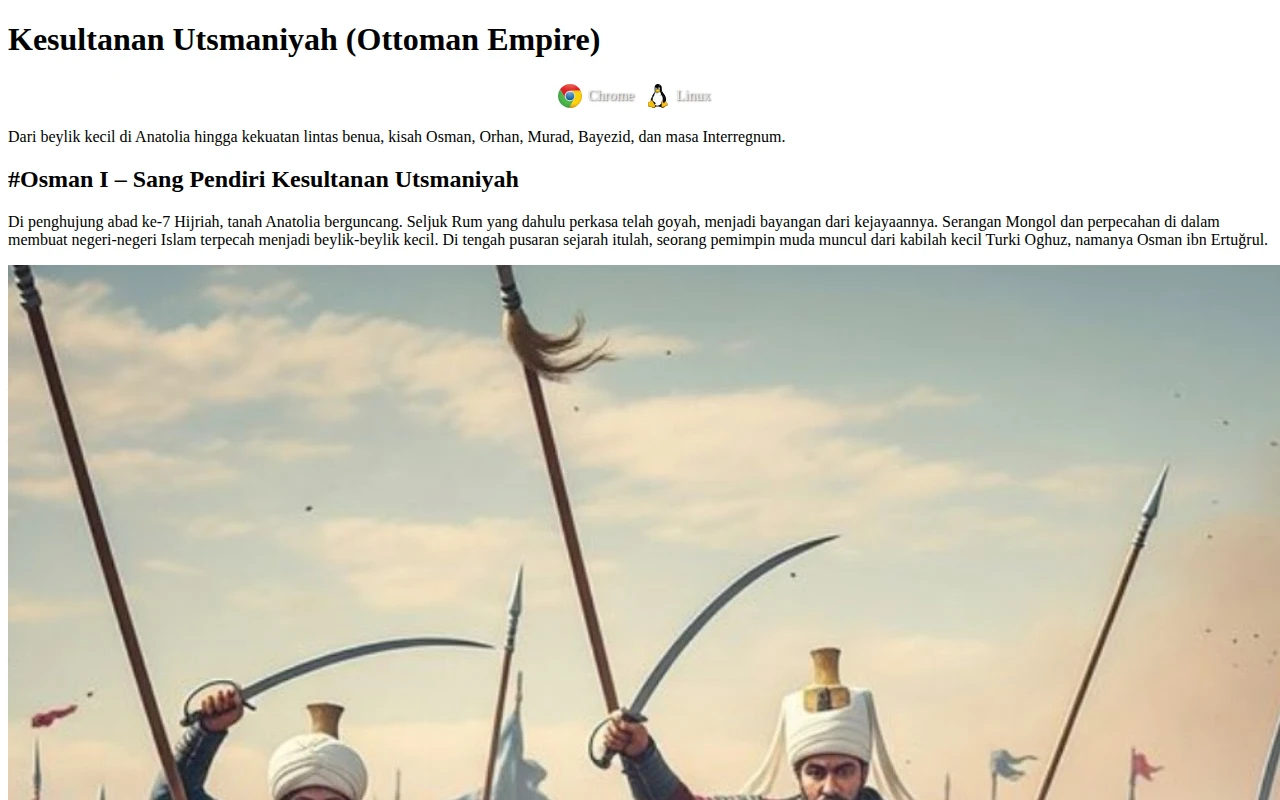 Kesultanan Utsmaniyah (Ottoman Empire)
Chrome Linux
Dari beylik kecil di Anatolia hingga kekuatan lintas benua, kisah Osman, Orhan, Murad, Bayezid, dan masa Interregnum.
#Osman I – Sang Pendiri Kesultanan Utsmaniyah
Di penghujung abad ke-7 Hijriah, tanah Anatolia berguncang. Seljuk Rum yang dahulu perkasa telah goyah, menjadi bayangan dari kejayaannya. Serangan Mongol dan perpecahan di dalam
membuat negeri-negeri Islam terpecah menjadi beylik-beylik kecil. Di tengah pusaran sejarah itulah, seorang pemimpin muda muncul dari kabilah kecil Turki Oghuz, namanya Osman ibn Ertuğrul.